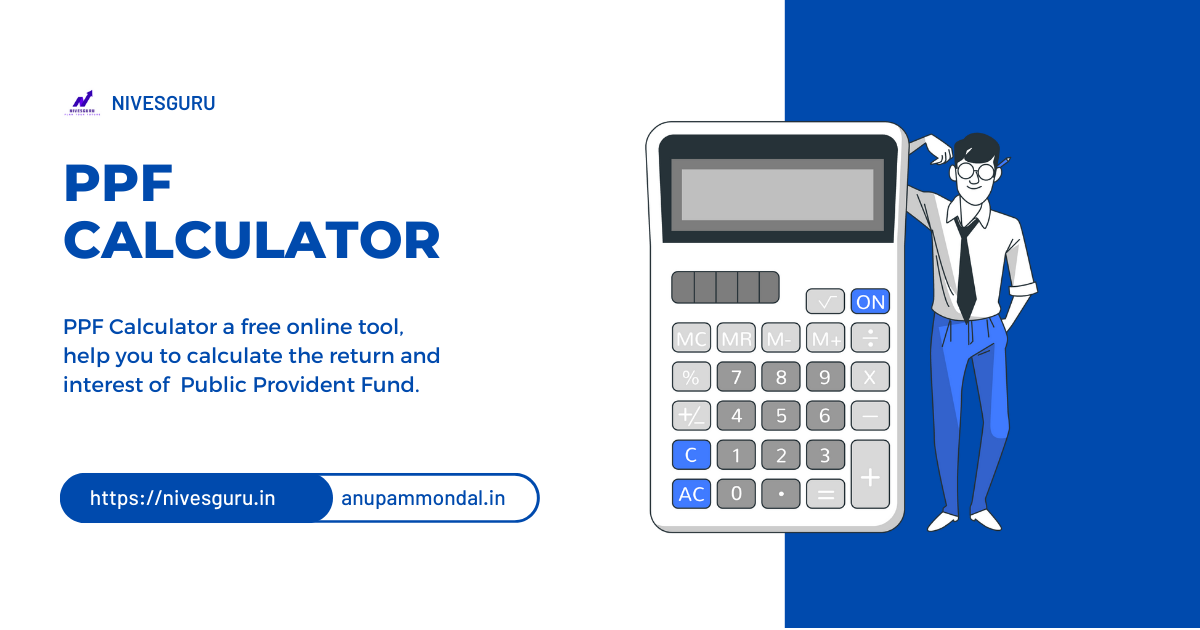 NIVESGURU
NIVESGURU
PPF
CALCULATOR
PPF Calculator a free online tool,
help you to calculate the return and
interest of Public Provident Fund.
https://nivesguru.in anupammondal.in
√ ON
MC MR M- M+ ÷
% 7 8 9 X
+/- 4 5 6 −
C 1 2 3
AC 0 • = +